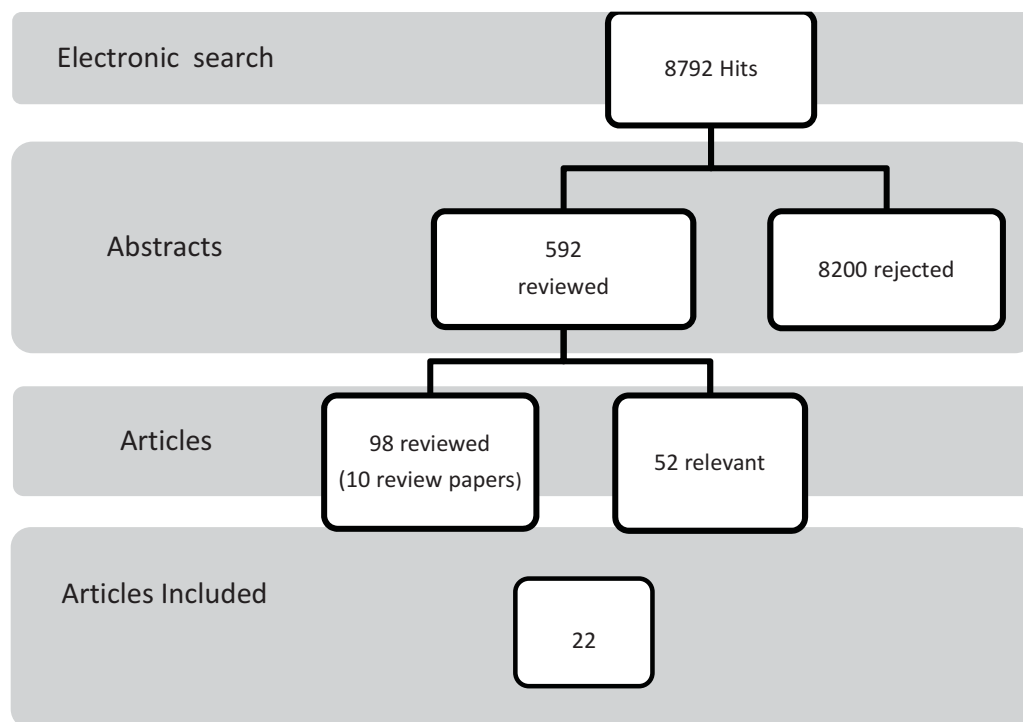 Electronic search
8792 Hits
Abstracts
592
reviewed
8200 rejected
Articles
98 reviewed
(10 review papers)
52 relevant
Articles Included
22